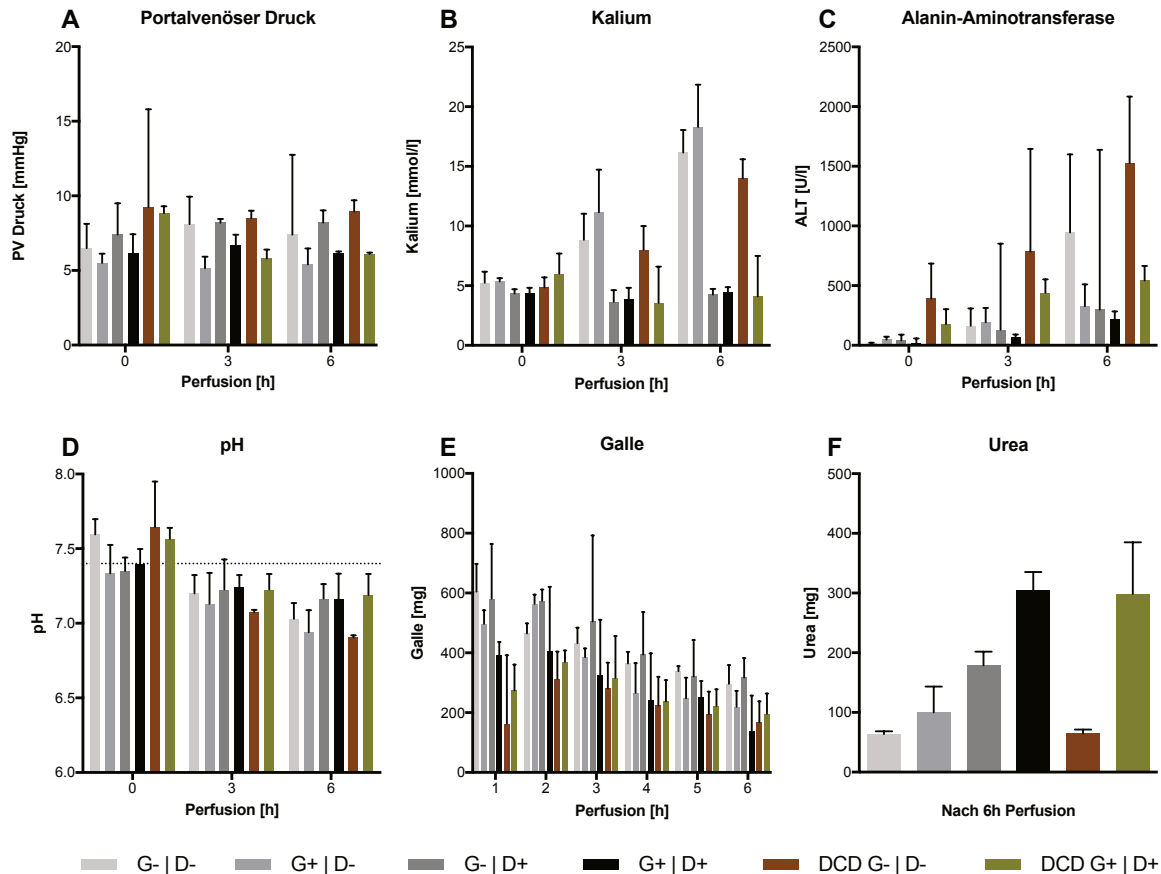 A Portalvenöser Druck
PV Druck [mmHg]
20
15
10
5
0
0 3 6
Perfusion [h]
B Kalium
Kalium [mmol/l]
25
20
15
10
5
0
0 3 6
Perfusion [h]
C Alanin-Aminotransferase
ALT [U/l]
2500
2000
1500
1000
500
0
0 3 6
Perfusion [h]
D pH
pH
8.0
7.5
7.0
6.5
6.0
0 3 6
Perfusion [h]
E Galle
Galle [mg]
1000
800
600
400
200
0
1 2 3 4 5 6
Perfusion [h]
F Urea
Urea [mg]
500
400
300
200
100
0
Nach 6h Perfusion
G- | D- G+ | D- G- | D+ G+ | D+ DCD G- | D- DCD G+ | D+